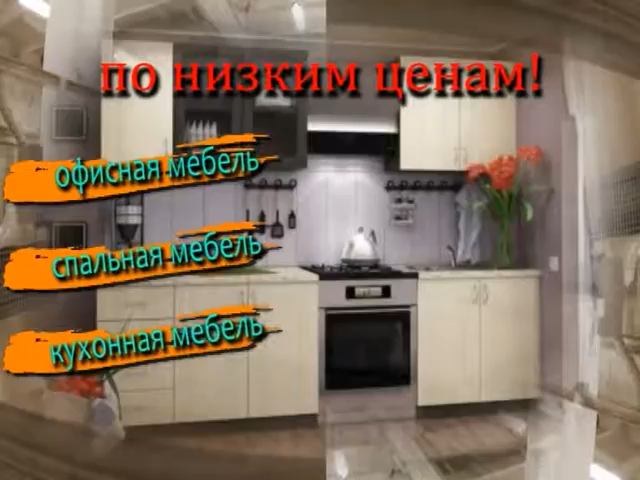 по низким ценам!
офисная мебель
спальная мебель
кухонная мебель